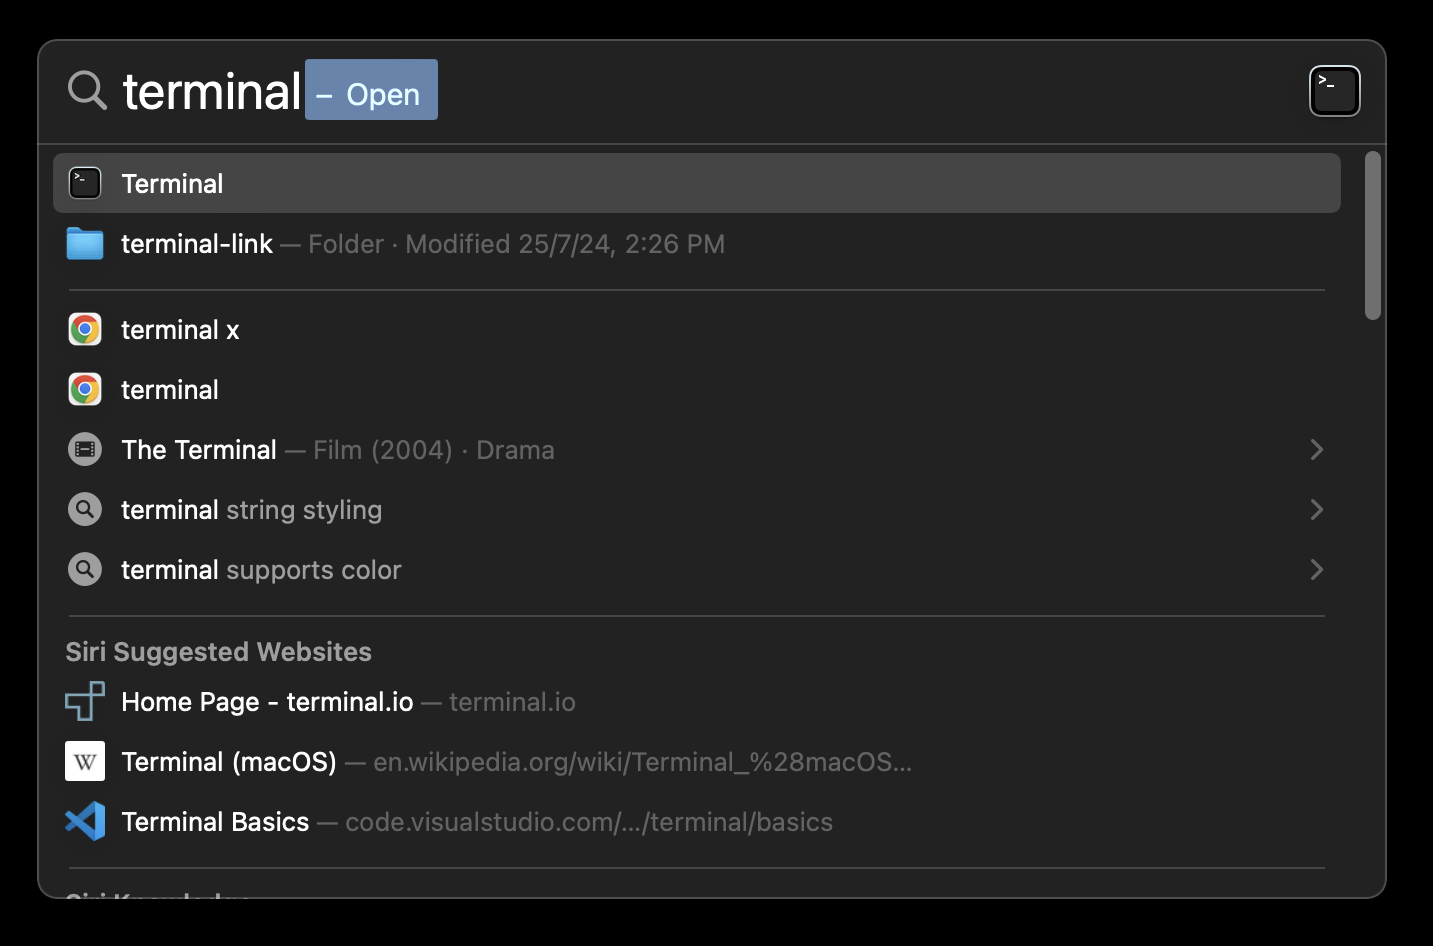 terminal – Open
Terminal
terminal-link — Folder · Modified 25/7/24, 2:26 PM
terminal x
terminal
The Terminal — Film (2004) · Drama
terminal string styling
terminal supports color
Siri Suggested Websites
Home Page - terminal.io — terminal.io
Terminal (macOS) — en.wikipedia.org/wiki/Terminal_%28macOS...
Terminal Basics — code.visualstudio.com/.../terminal/basics
Siri Knowledge